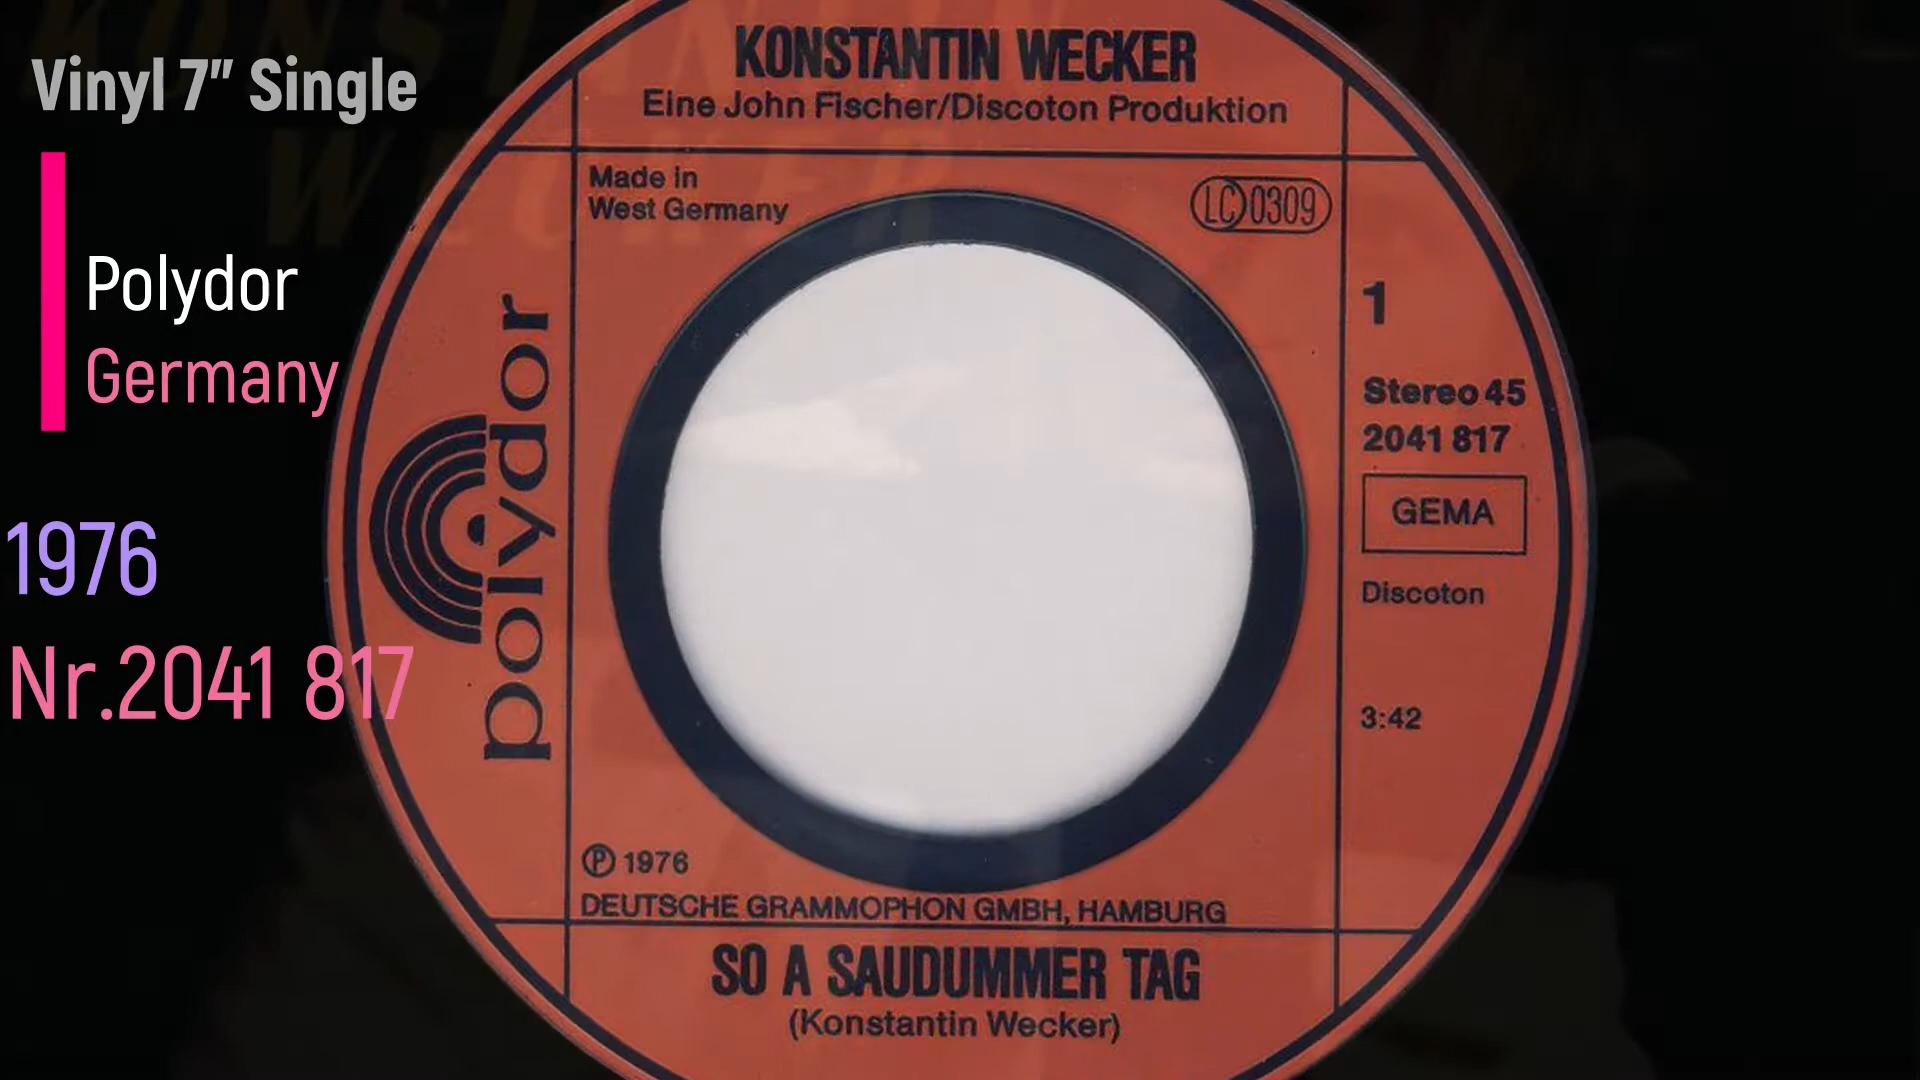 Vinyl 7" Single
Polydor
Germany
1976
Nr.2041 817
KONSTANTIN WECKER
Eine John Fischer/Discoton Produktion
Made in
West Germany
LC 0309
polydor
1
Stereo 45
2041 817
GEMA
Discoton
3:42
℗ 1976
DEUTSCHE GRAMMOPHON GMBH, HAMBURG
SO A SAUDUMMER TAG
(Konstantin Wecker)
KONSTANTIN
WECKER